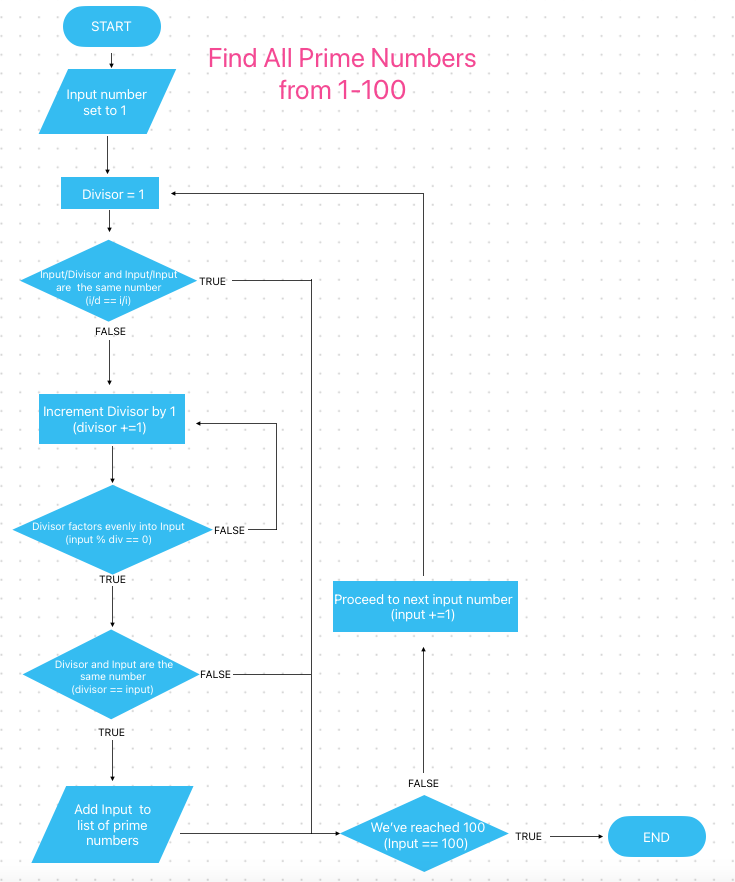 START
Find All Prime Numbers
from 1-100
Input number
set to 1
Divisor = 1
Input/Divisor and Input/Input
are the same number
(i/d == i/i)
TRUE
FALSE
Increment Divisor by 1
(divisor +=1)
Divisor factors evenly into Input
(input % div == 0)
FALSE
TRUE
Proceed to next input number
(input +=1)
Divisor and Input are the
same number
(divisor == input)
FALSE
TRUE
Add Input to
list of prime
numbers
FALSE
We've reached 100
(Input == 100)
TRUE
END